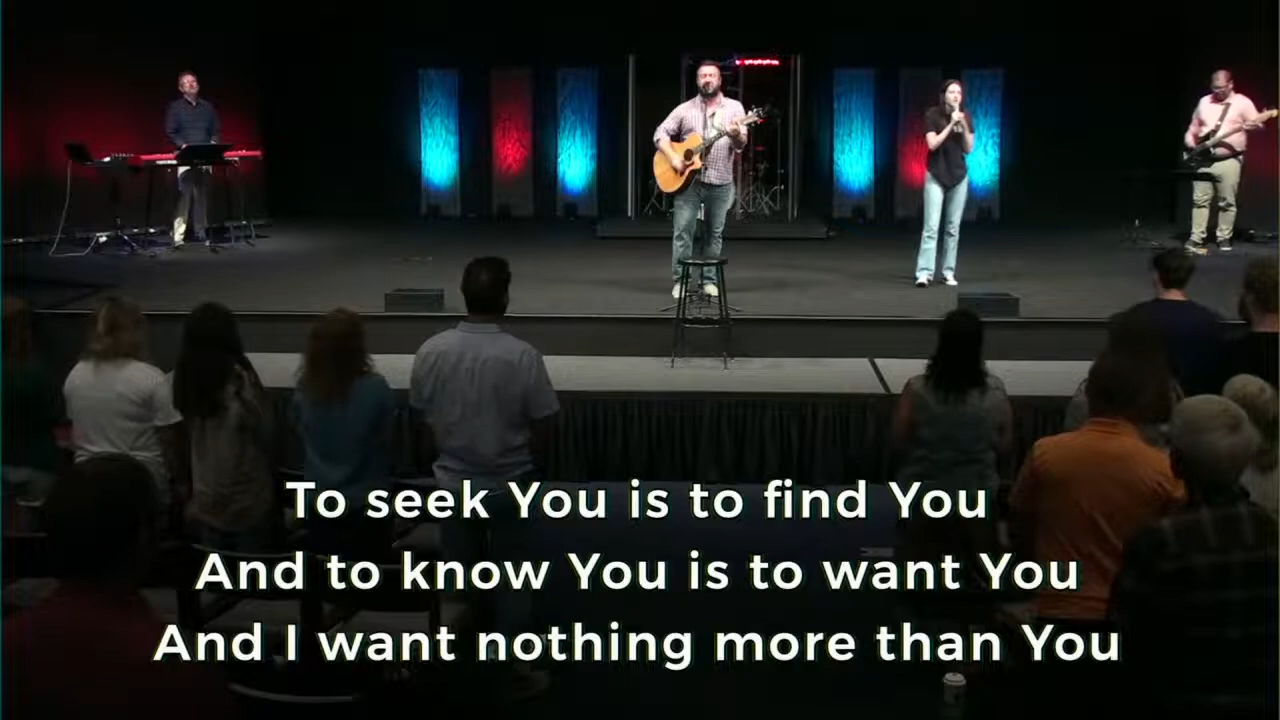 To seek You is to find You
And to know You is to want You
And I want nothing more than You